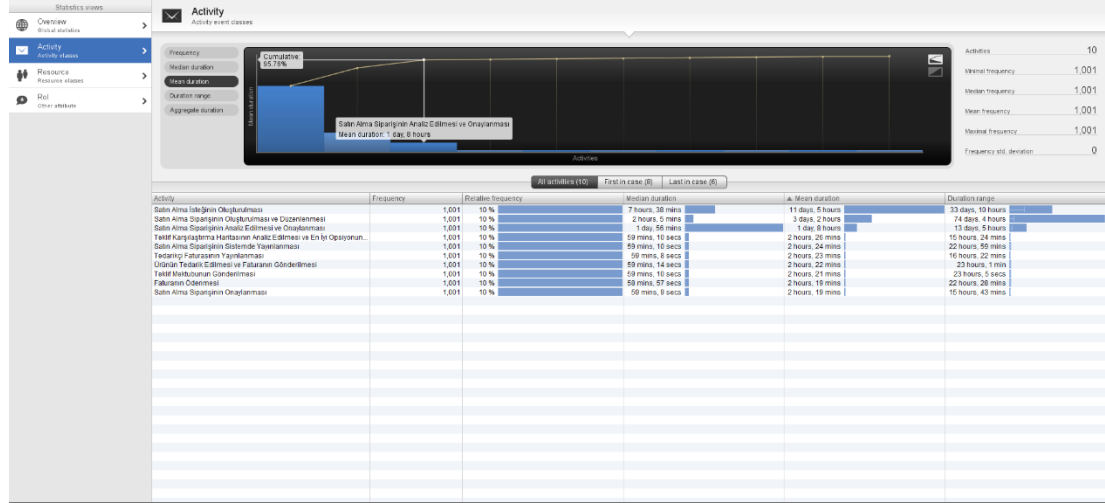 Statistics views
Overview
Global statistics
Activity
Activity classes
Resource
Resource classes
Rol
Other attribute
Activity
Activity event classes
Frequency
Median duration
Mean duration
Duration range
Aggregate duration
Mean duration
Cumulative:
95.78%
Satın Alma Siparişinin Analiz Edilmesi ve Onaylanması
Mean duration: 1 day, 8 hours
Activities
Activities 10
Minimal frequency 1,001
Median frequency 1,001
Mean frequency 1,001
Maximal frequency 1,001
Frequency std. deviation 0
All activities (10) First in case (8) Last in case (6)
Activity Frequency Relative frequency Median duration ▲ Mean duration Duration range
Satın Alma İsteğinin Oluşturulması 1,001 10 % 7 hours, 38 mins 11 days, 5 hours 33 days, 10 hours
Satın Alma Siparişinin Oluşturulması ve Düzenlenmesi 1,001 10 % 2 hours, 5 mins 3 days, 2 hours 74 days, 4 hours
Satın Alma Siparişinin Analiz Edilmesi ve Onaylanması 1,001 10 % 1 day, 56 mins 1 day, 8 hours 13 days, 5 hours
Teklif Karşılaştırma Haritasının Analiz Edilmesi ve En İyi Opsiyonun... 1,001 10 % 59 mins, 10 secs 2 hours, 26 mins 15 hours, 24 mins
Satın Alma Siparişinin Sistemde Yayınlanması 1,001 10 % 59 mins, 10 secs 2 hours, 24 mins 22 hours, 59 mins
Tedarikçi Faturasının Yayınlanması 1,001 10 % 59 mins, 8 secs 2 hours, 23 mins 16 hours, 22 mins
Ürünün Tedarik Edilmesi ve Faturanın Gönderilmesi 1,001 10 % 59 mins, 14 secs 2 hours, 22 mins 23 hours, 1 min
Teklif Mektubunun Gönderilmesi 1,001 10 % 59 mins, 10 secs 2 hours, 21 mins 23 hours, 5 secs
Faturanın Ödenmesi 1,001 10 % 58 mins, 57 secs 2 hours, 19 mins 22 hours, 28 mins
Satın Alma Siparişinin Onaylanması 1,001 10 % 59 mins, 9 secs 2 hours, 19 mins 15 hours, 43 mins